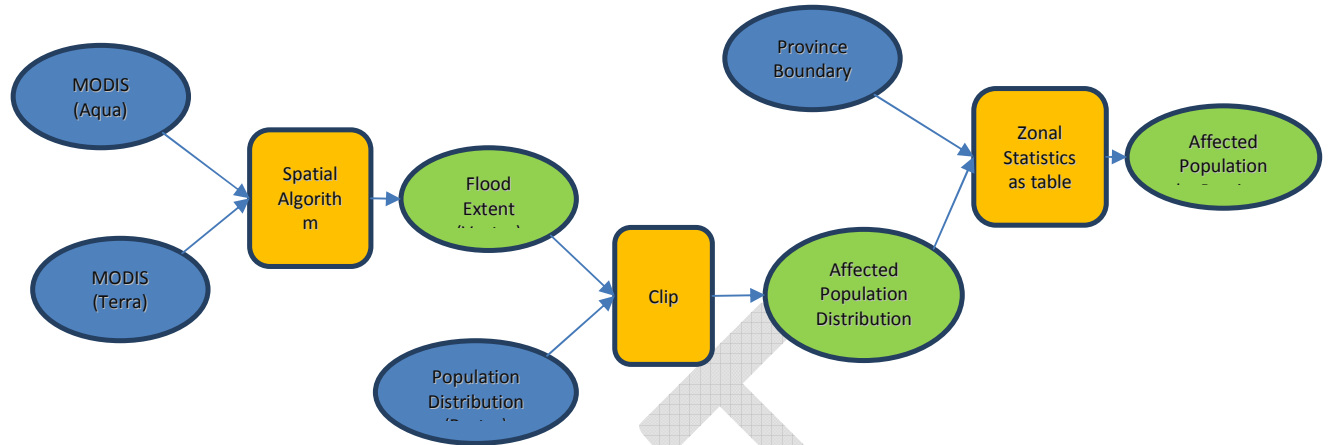 MODIS
(Aqua)
MODIS
(Terra)
Spatial
Algorith
m
Flood
Extent
Population
Distribution
Clip
Affected
Population
Distribution
Province
Boundary
Zonal
Statistics
as table
Affected
Population